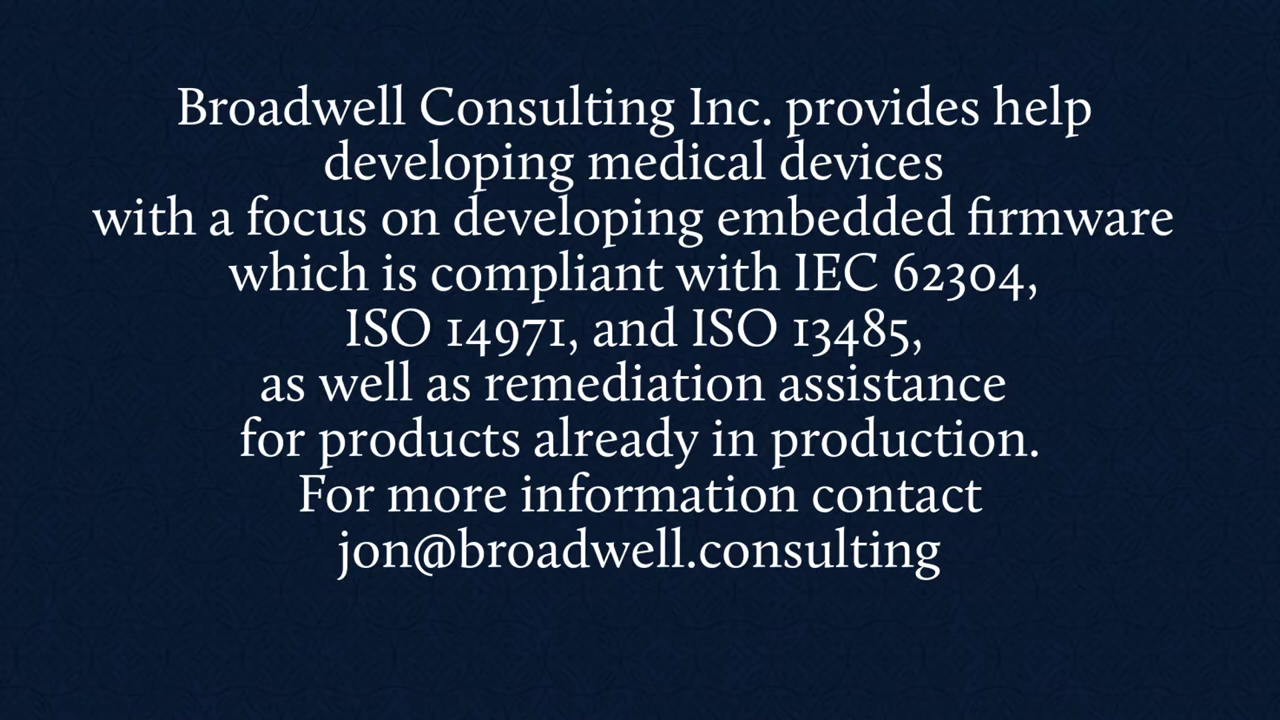 Broadwell Consulting Inc. provides help
developing medical devices
with a focus on developing embedded firmware
which is compliant with IEC 62304,
ISO 14971, and ISO 13485,
as well as remediation assistance
for products already in production.
For more information contact
jon@broadwell.consulting